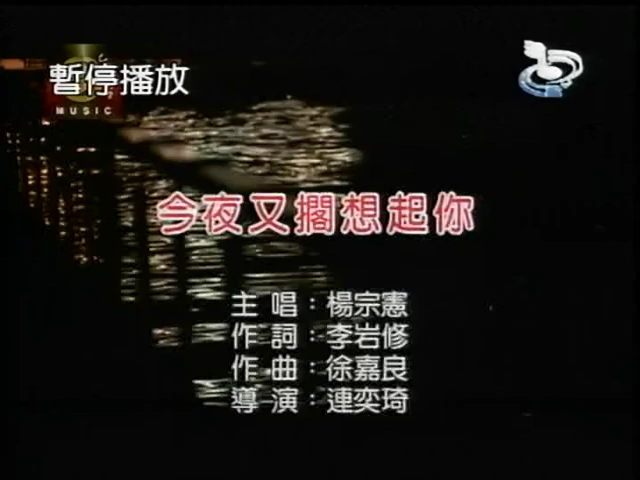 暫停播放
MUSIC
今夜又擱想起你
主唱：楊宗憲
作詞：李岩修
作曲：徐嘉良
導演：連奕琦